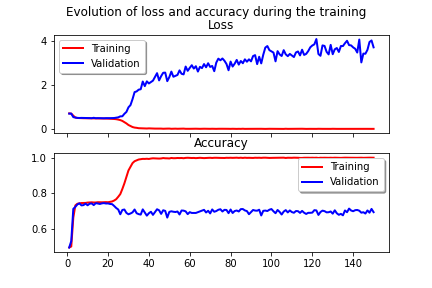 Evolution of loss and accuracy during the training
Loss
4
2
0
Training
Validation
Accuracy
1.0
0.8
0.6
Training
Validation
0 20 40 60 80 100 120 140